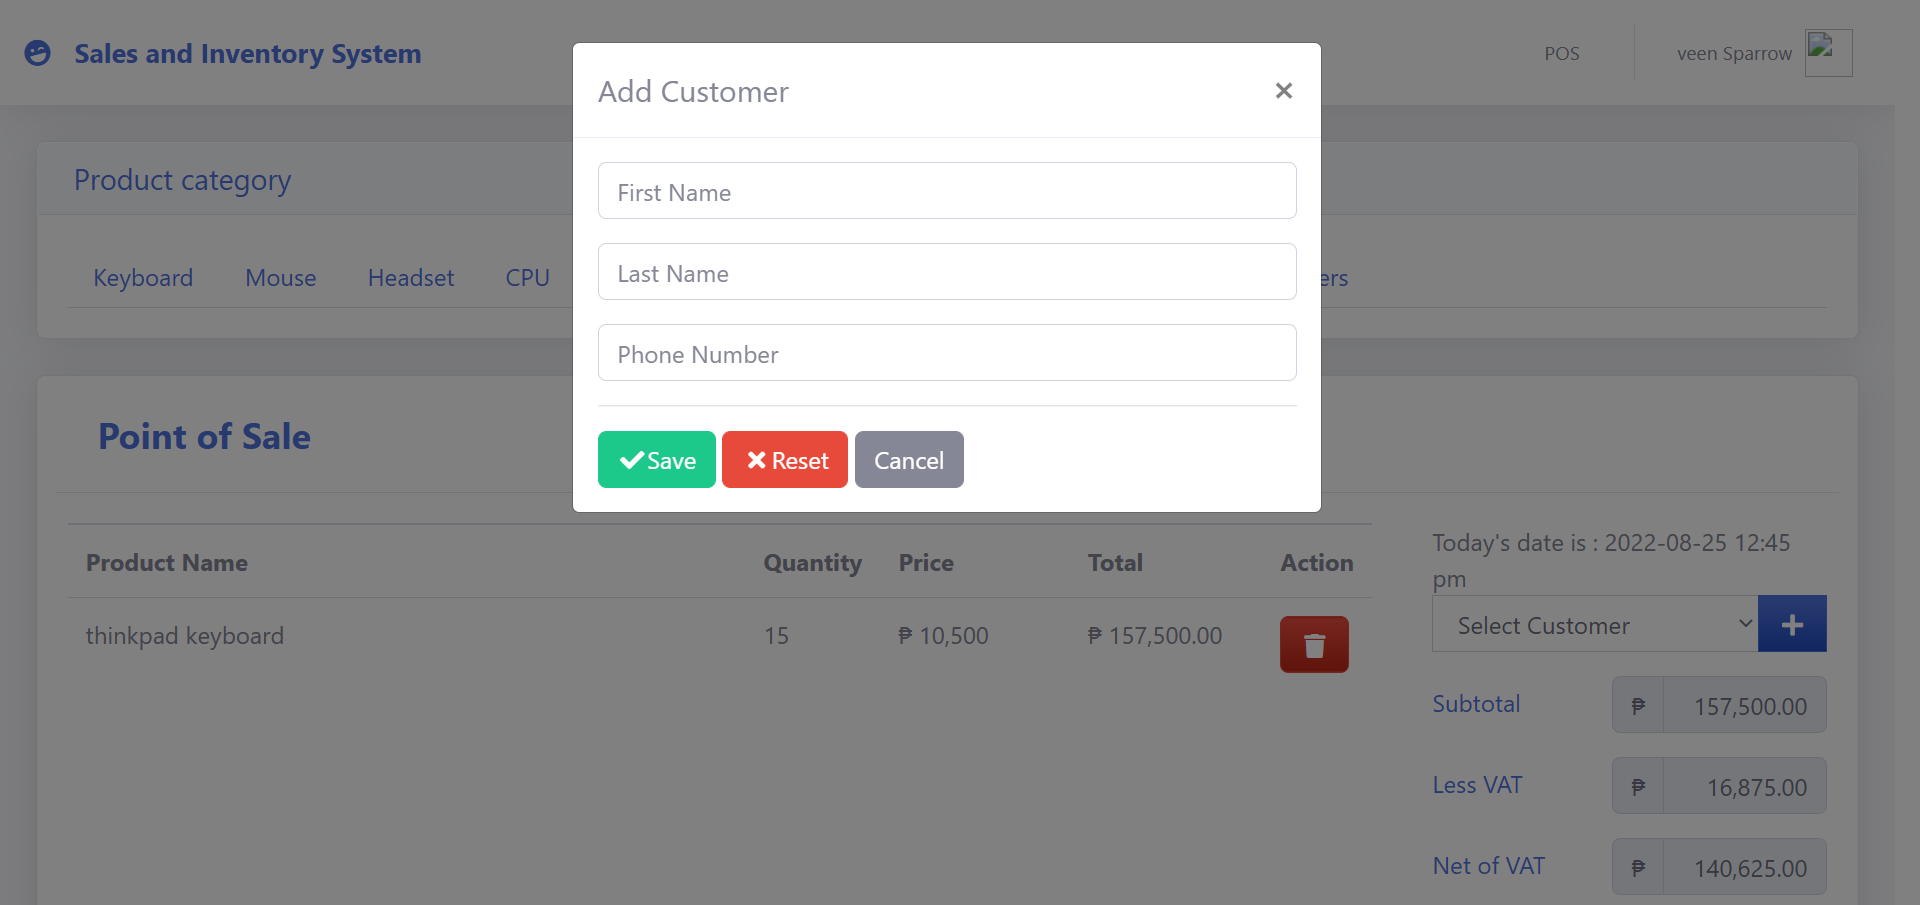 Sales and Inventory System
POS
veen Sparrow
Add Customer
×
First Name
Last Name
Phone Number
Save
Reset
Cancel
Product category
Keyboard
Mouse
Headset
CPU
ers
Point of Sale
Product Name
Quantity
Price
Total
Action
thinkpad keyboard
15
₱ 10,500
₱ 157,500.00
Today's date is : 2022-08-25 12:45
pm
Select Customer
Subtotal
₱ 157,500.00
Less VAT
₱ 16,875.00
Net of VAT
₱ 140,625.00